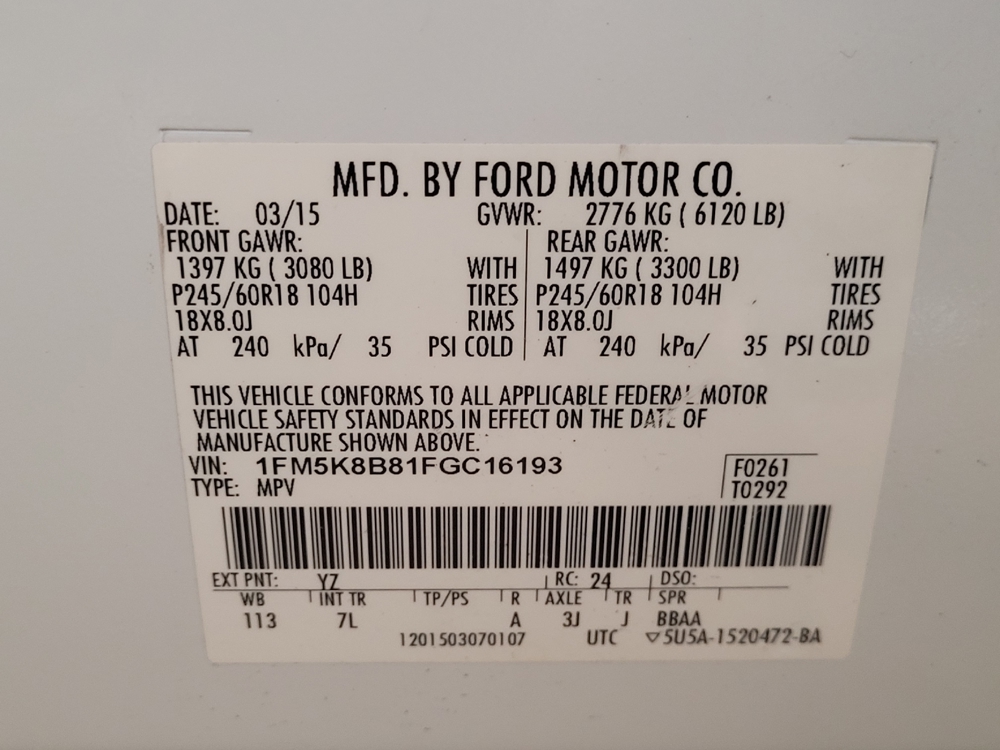 MFD. BY FORD MOTOR CO.
DATE: 03/15 GVWR: 2776 KG ( 6120 LB)
FRONT GAWR: REAR GAWR:
1397 KG ( 3080 LB) WITH 1497 KG ( 3300 LB) WITH
P245/60R18 104H TIRES P245/60R18 104H TIRES
18X8.0J RIMS 18X8.0J RIMS
AT 240 kPa/ 35 PSI COLD AT 240 kPa/ 35 PSI COLD
THIS VEHICLE CONFORMS TO ALL APPLICABLE FEDERAL MOTOR
VEHICLE SAFETY STANDARDS IN EFFECT ON THE DATE OF
MANUFACTURE SHOWN ABOVE.
VIN: 1FM5K8B81FGC16193 F0261
TYPE: MPV T0292
EXT PNT: YZ RC: 24 DSO:
WB INT TR TP/PS R AXLE TR SPR
113 7L A 3J J BBAA
1201503070107 UTC ▽5U5A-1520472-BA